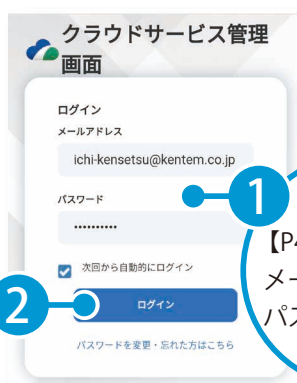 クラウドサービス管理
画面
ログイン
メールアドレス
ichi-kensetsu@kentem.co.jp
パスワード
••••••••••
次回から自動的にログイン
ログイン
パスワードを変更・忘れた方はこちら
1
2
【P4
メー
パス